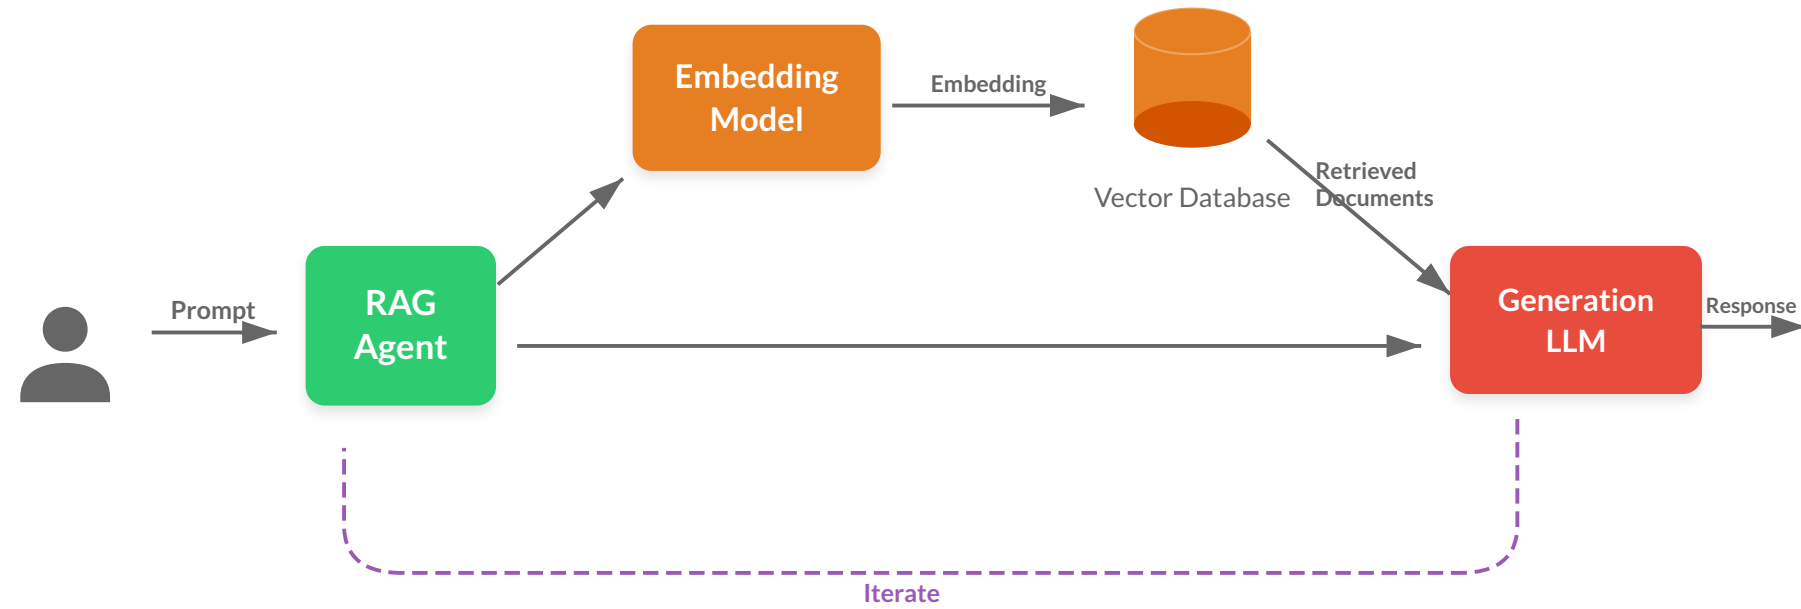 Embedding
Model
Embedding
Vector Database
Retrieved
Documents
Prompt
RAG
Agent
Generation
LLM
Response
Iterate